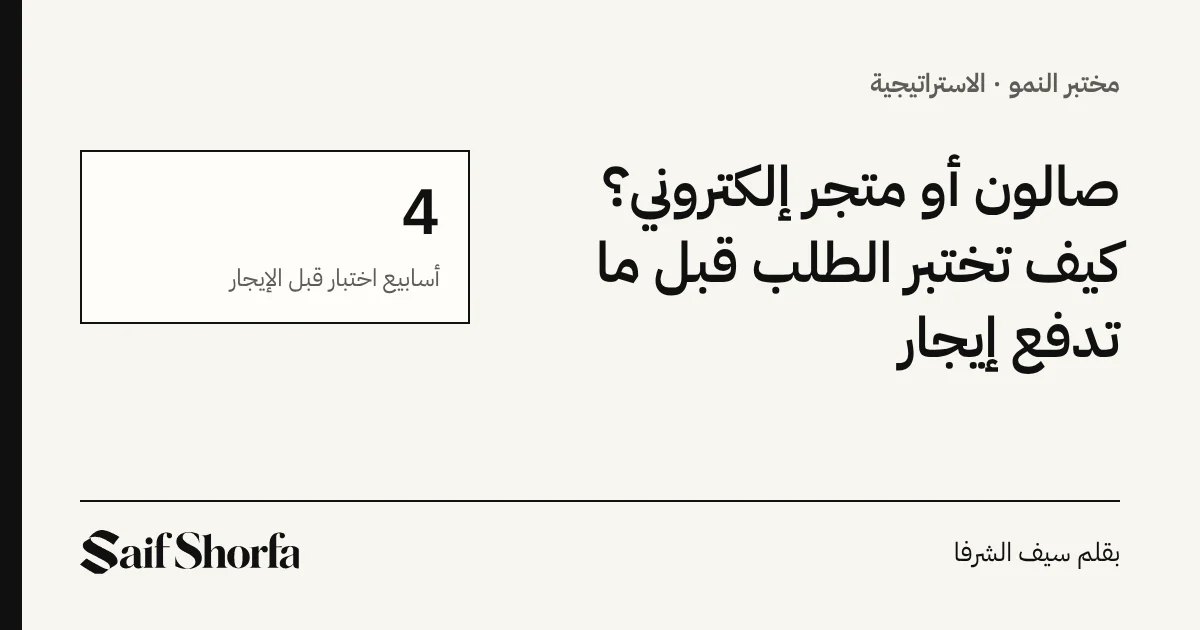 مختبر النمو · الاستراتيجية
صالون أو متجر إلكتروني؟
كيف تختبر الطلب قبل ما
تدفع إيجار
4
أسابيع اختبار قبل الإيجار
بقلم سيف الشرفا
Saif Shorfa